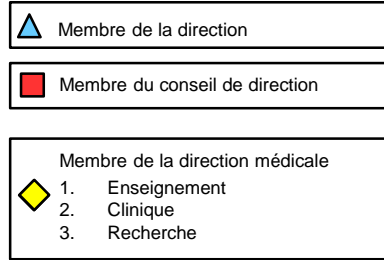 Membre de la direction
Membre du conseil de direction
Membre de la direction médicale
1. Enseignement
2. Clinique
3. Recherche